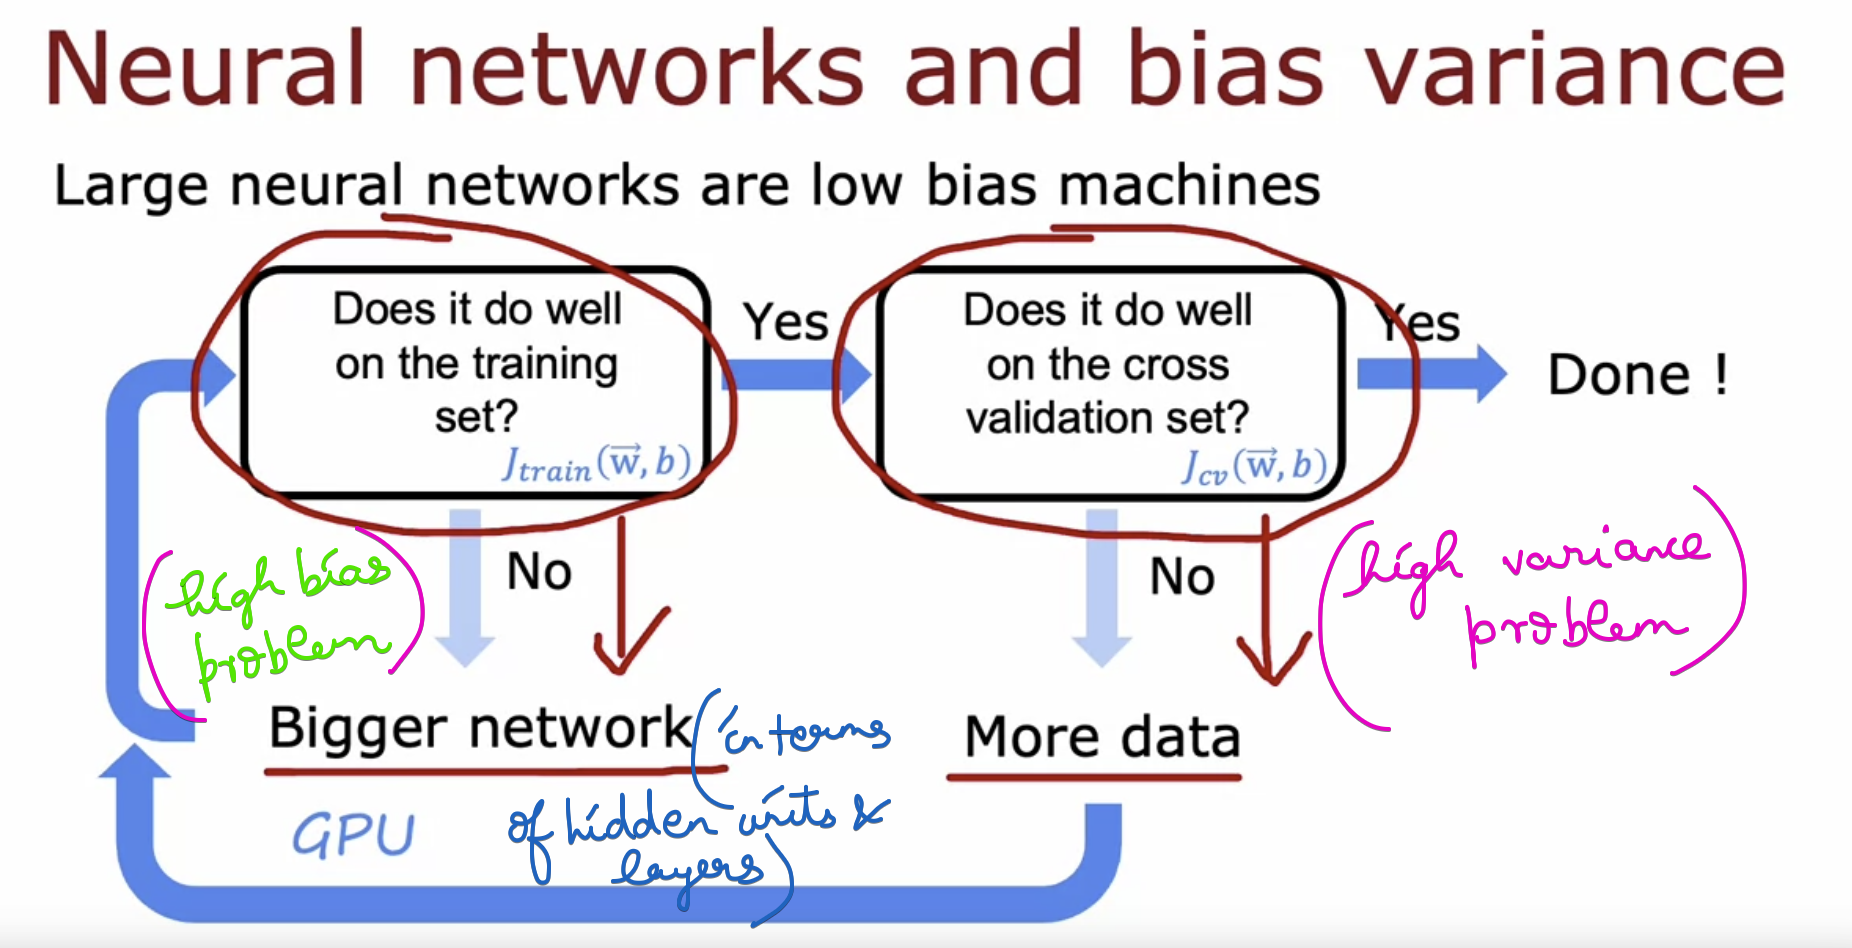 Neural networks and bias variance
Large neural networks are low bias machines
Does it do well
on the training
set?
J_train(w⃗, b)
Yes
Does it do well
on the cross
validation set?
J_cv(w⃗, b)
Yes
Done !
No
(high bias
problem)
No
(high variance
problem)
Bigger network
(in terms
of hidden units &
layers)
More data
GPU